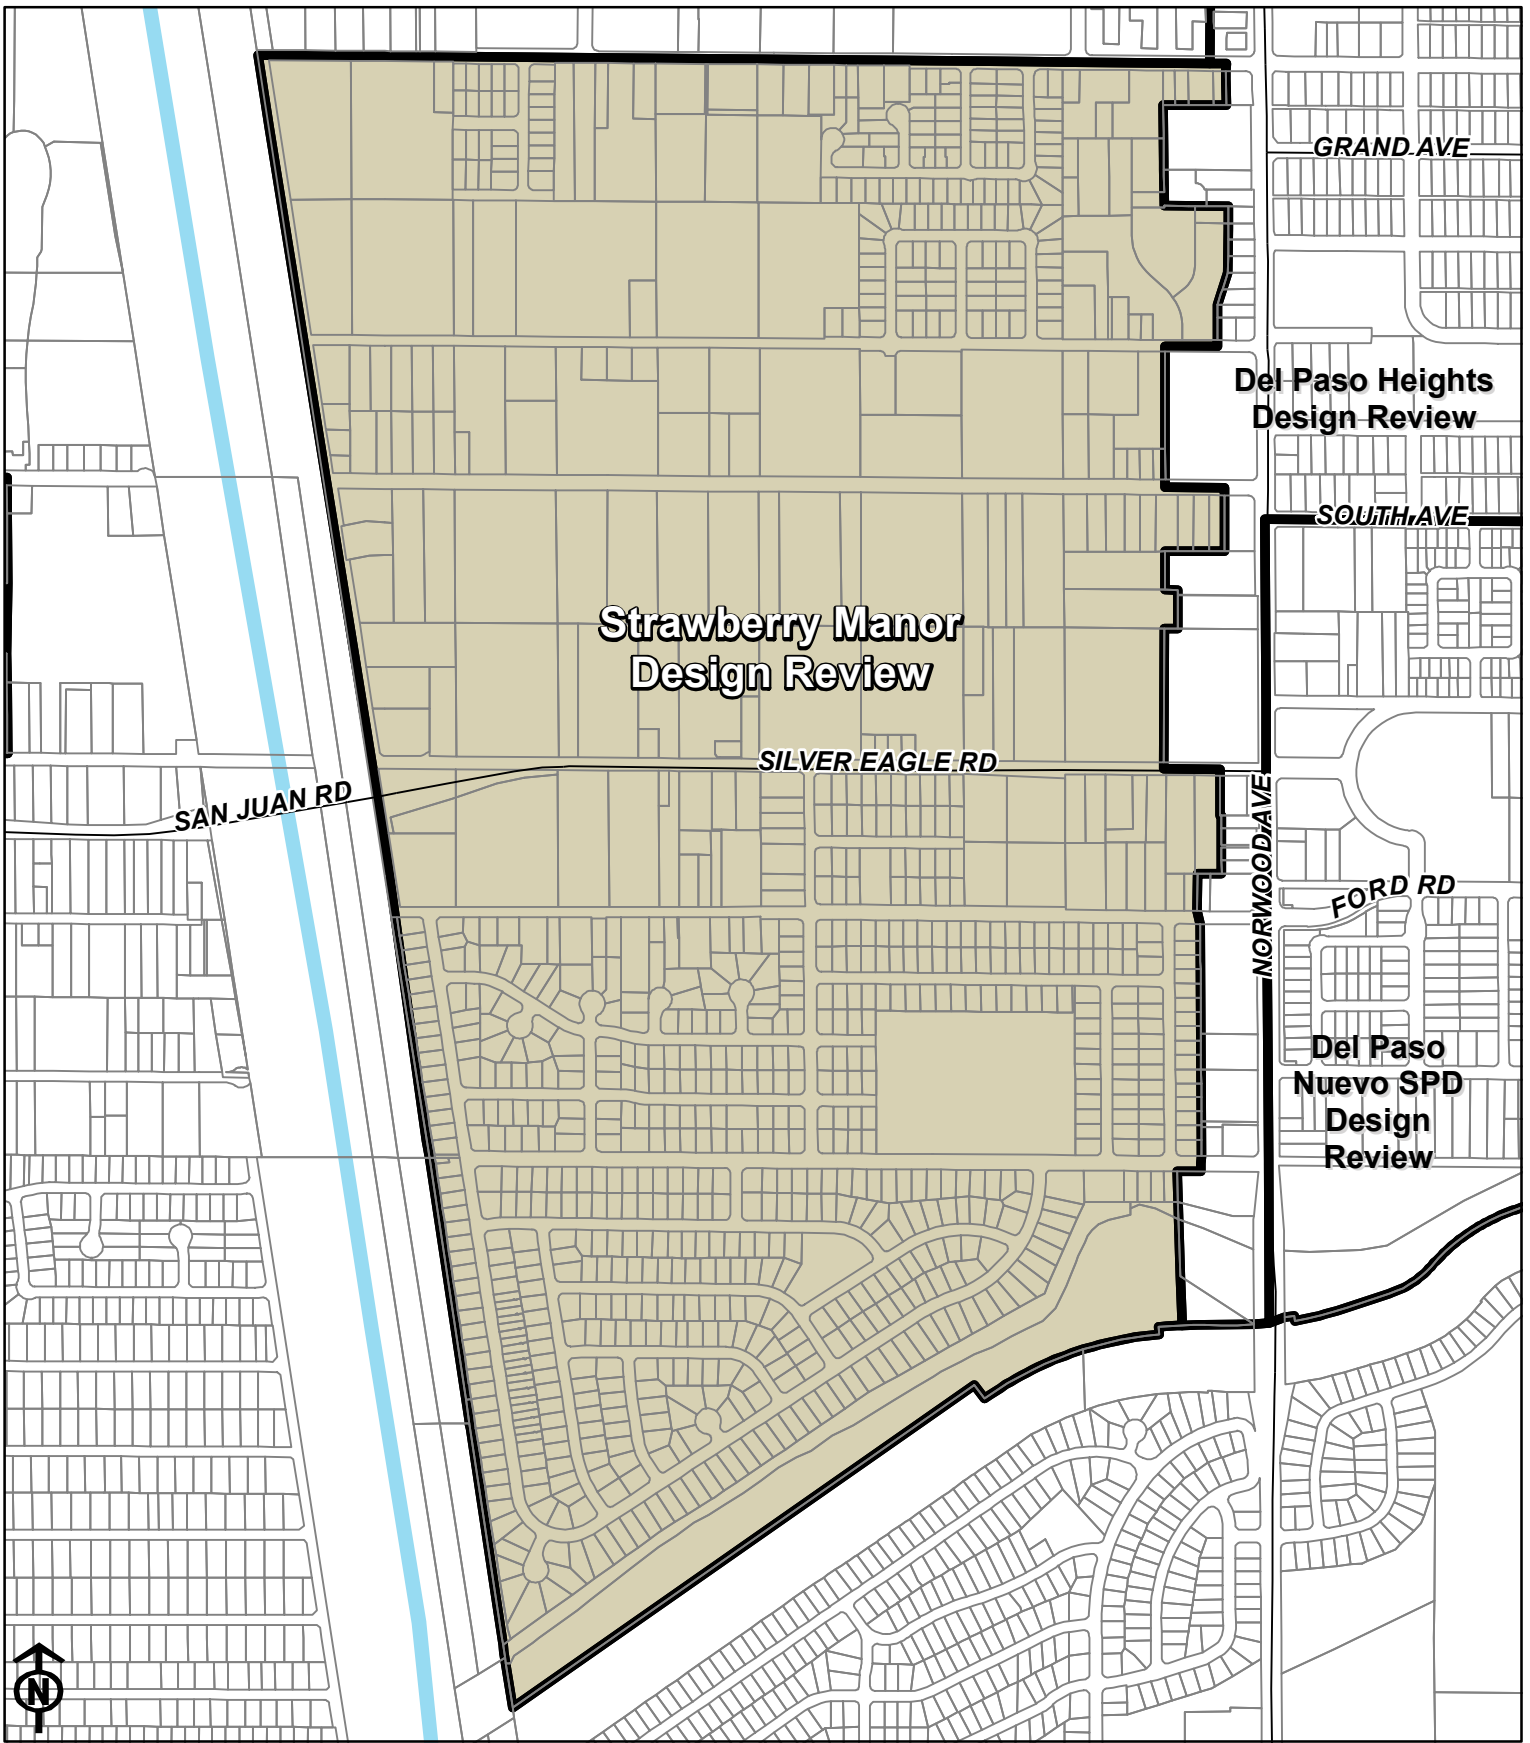 GRAND AVE
Del Paso Heights
Design Review
SOUTH AVE
Strawberry Manor
Design Review
SILVER EAGLE RD
SAN JUAN RD
NORWOOD AVE
FORD RD
Del Paso
Nuevo SPD
Design
Review
N